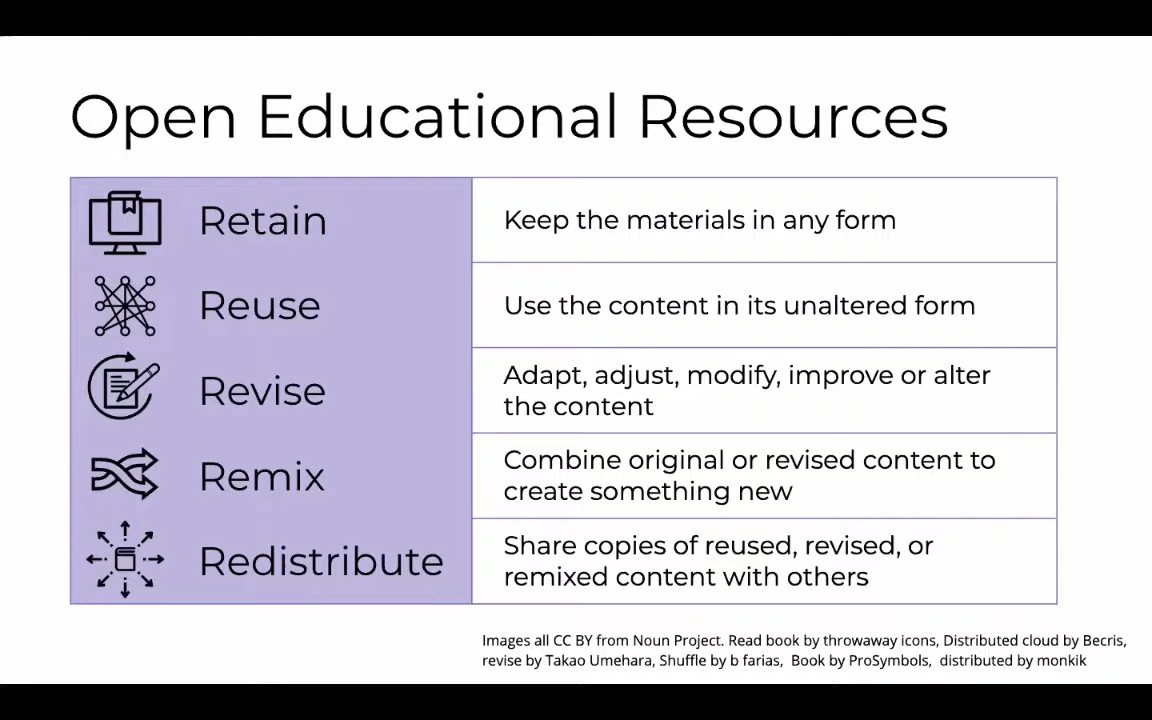 Open Educational Resources
Retain
Keep the materials in any form
Reuse
Use the content in its unaltered form
Revise
Adapt, adjust, modify, improve or alter
the content
Remix
Combine original or revised content to
create something new
Redistribute
Share copies of reused, revised, or
remixed content with others
Images all CC BY from Noun Project. Read book by throwaway icons, Distributed cloud by Becris,
revise by Takao Umehara, Shuffle by b farias, Book by ProSymbols, distributed by monkik